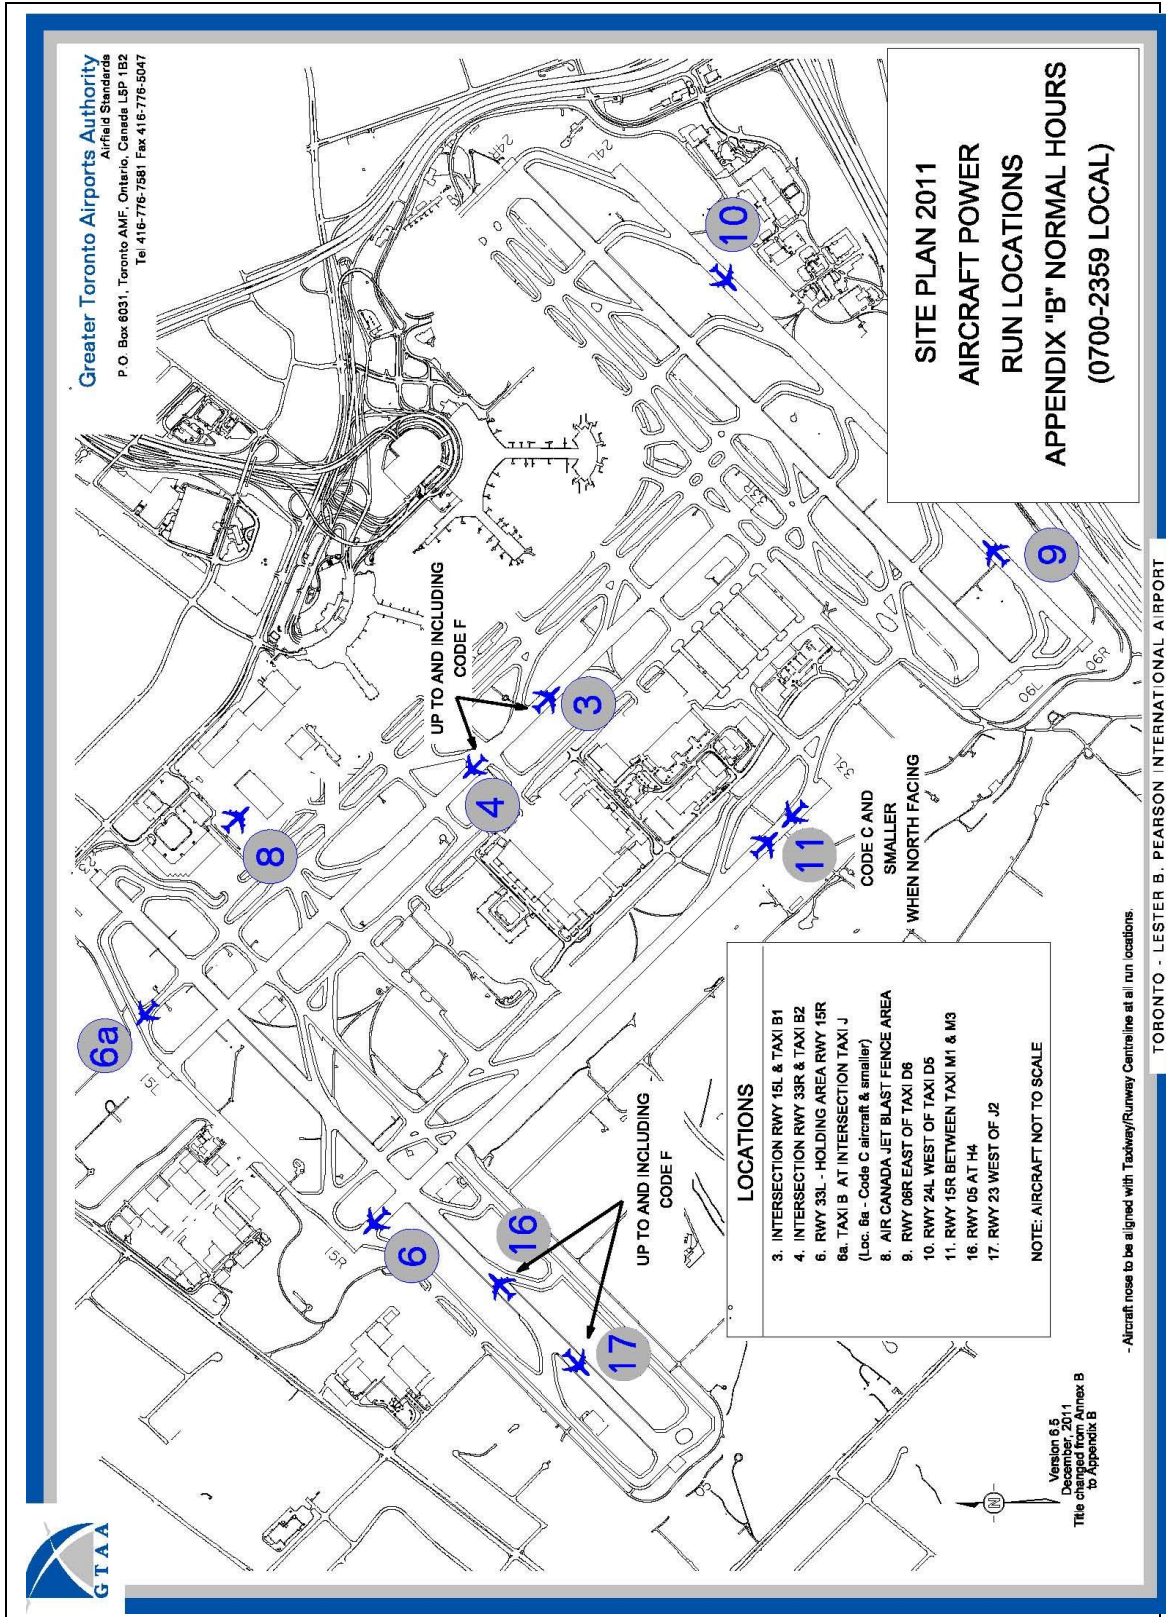 GTAA
Greater Toronto Airports Authority
Airfield Standards
P.O. Box 6031, Toronto AMF, Ontario, Canada L5P 1B2
Tel 416-776-7581 Fax 416-776-5047
SITE PLAN 2011
AIRCRAFT POWER
RUN LOCATIONS
APPENDIX "B" NORMAL HOURS
(0700-2359 LOCAL)
24R
24L
10
33R
9
06R
06L
UP TO AND INCLUDING
CODE F
3
4
8
33L
11
CODE C AND
SMALLER
WHEN NORTH FACING
23
6a
15L
15R
6
16
17
UP TO AND INCLUDING
CODE F
LOCATIONS
3. INTERSECTION RWY 15L & TAXI B1
4. INTERSECTION RWY 33R & TAXI B2
6. RWY 33L - HOLDING AREA RWY 15R
6a. TAXI B AT INTERSECTION TAXI J
(Loc. 6a - Code C aircraft & smaller)
8. AIR CANADA JET BLAST FENCE AREA
9. RWY 06R EAST OF TAXI D6
10. RWY 24L WEST OF TAXI D5
11. RWY 15R BETWEEN TAXI M1 & M3
16. RWY 05 AT H4
17. RWY 23 WEST OF J2
NOTE: AIRCRAFT NOT TO SCALE
N
Version 6.5
December, 2011
Title changed from Annex B
to Appendix B
- Aircraft nose to be aligned with Taxiway/Runway Centreline at all run locations.
TORONTO - LESTER B. PEARSON INTERNATIONAL AIRPORT